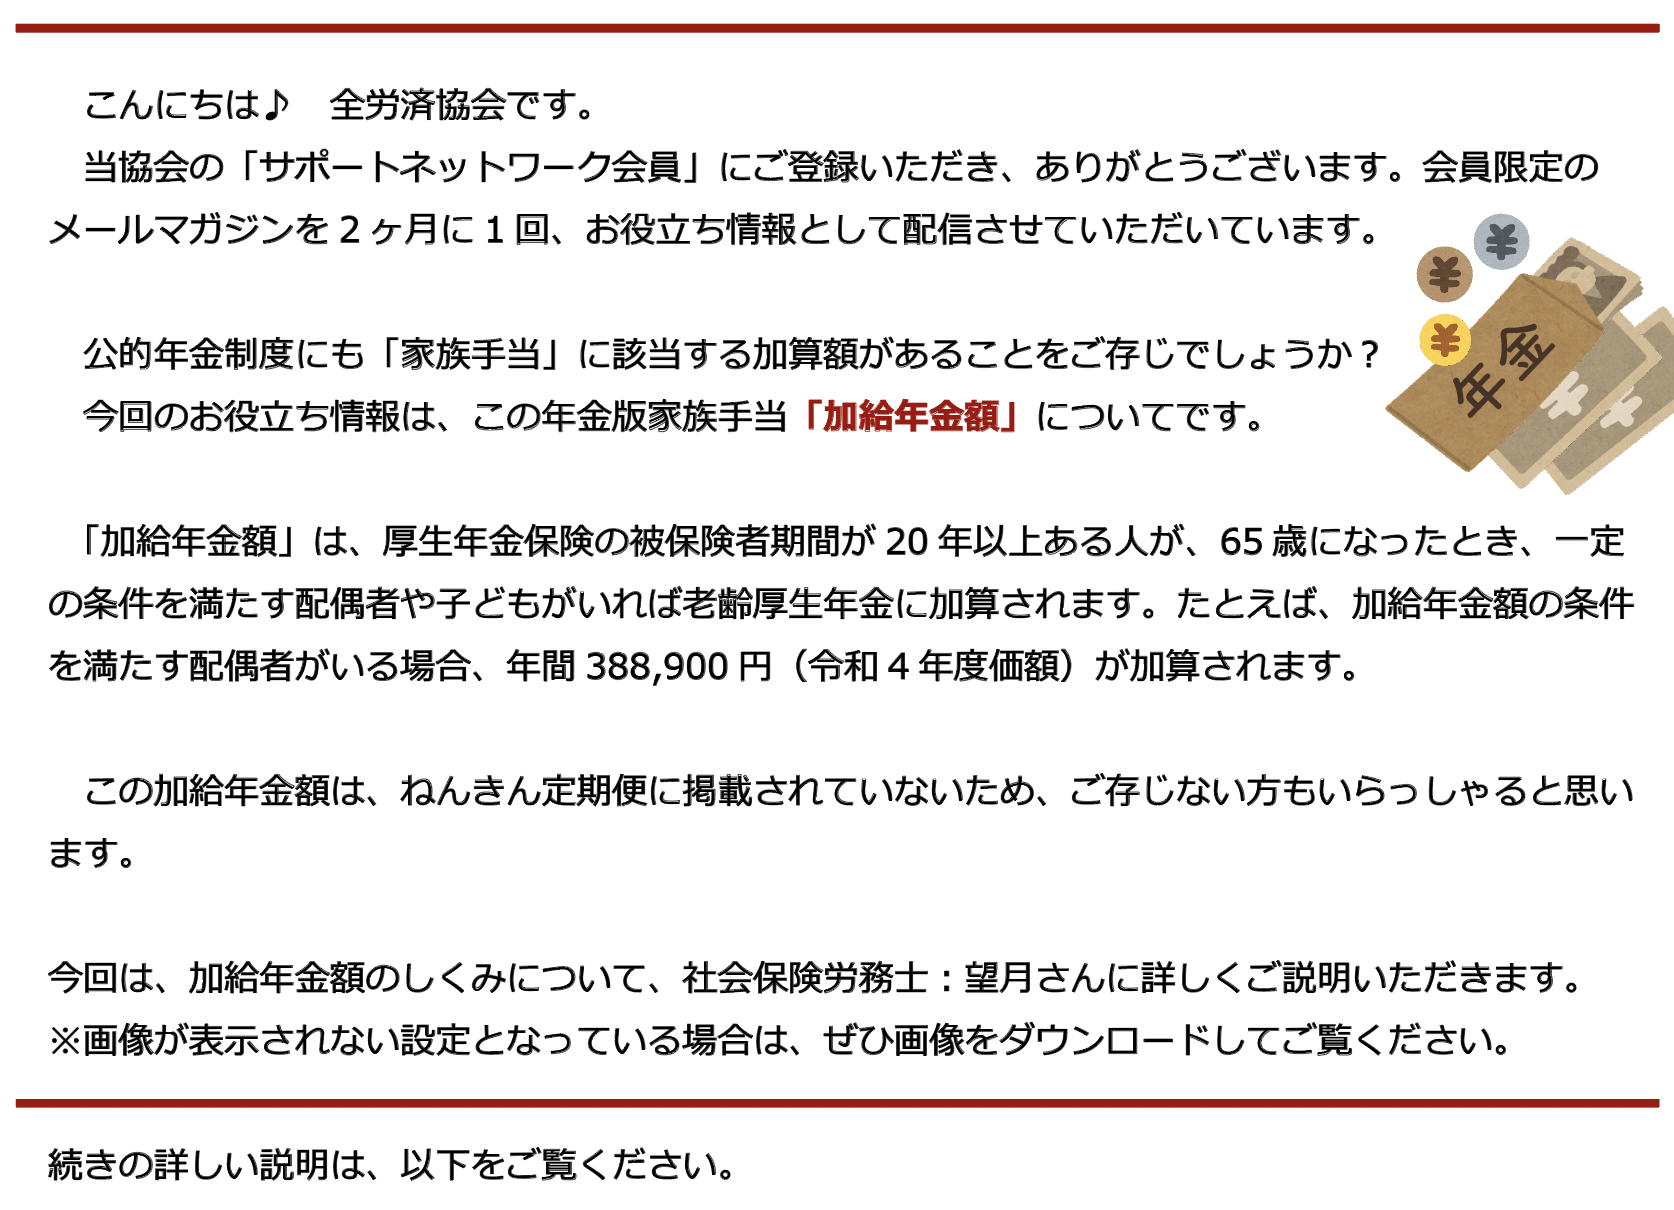 こんにちは♪　全労済協会です。
当協会の「サポートネットワーク会員」にご登録いただき、ありがとうございます。会員限定の
メールマガジンを 2 ヶ月に 1 回、お役立ち情報として配信させていただいています。
公的年金制度にも「家族手当」に該当する加算額があることをご存じでしょうか？
今回のお役立ち情報は、この年金版家族手当「加給年金額」についてです。
¥
¥
¥
年金
¥
¥
「加給年金額」は、厚生年金保険の被保険者期間が 20 年以上ある人が、65 歳になったとき、一定
の条件を満たす配偶者や子どもがいれば老齢厚生年金に加算されます。たとえば、加給年金額の条件
を満たす配偶者がいる場合、年間 388,900 円（令和 4 年度価額）が加算されます。
この加給年金額は、ねんきん定期便に掲載されていないため、ご存じない方もいらっしゃると思い
ます。
今回は、加給年金額のしくみについて、社会保険労務士：望月さんに詳しくご説明いただきます。
※画像が表示されない設定となっている場合は、ぜひ画像をダウンロードしてご覧ください。
続きの詳しい説明は、以下をご覧ください。